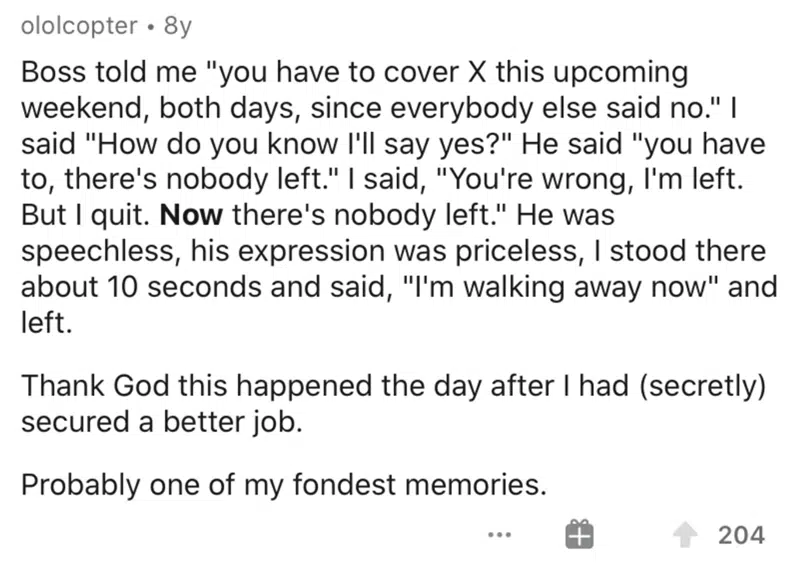 ololcopter • 8y
Boss told me "you have to cover X this upcoming
weekend, both days, since everybody else said no." I
said "How do you know I'll say yes?" He said "you have
to, there's nobody left." I said, "You're wrong, I'm left.
But I quit. Now there's nobody left." He was
speechless, his expression was priceless, I stood there
about 10 seconds and said, "I'm walking away now" and
left.
Thank God this happened the day after I had (secretly)
secured a better job.
Probably one of my fondest memories.
204